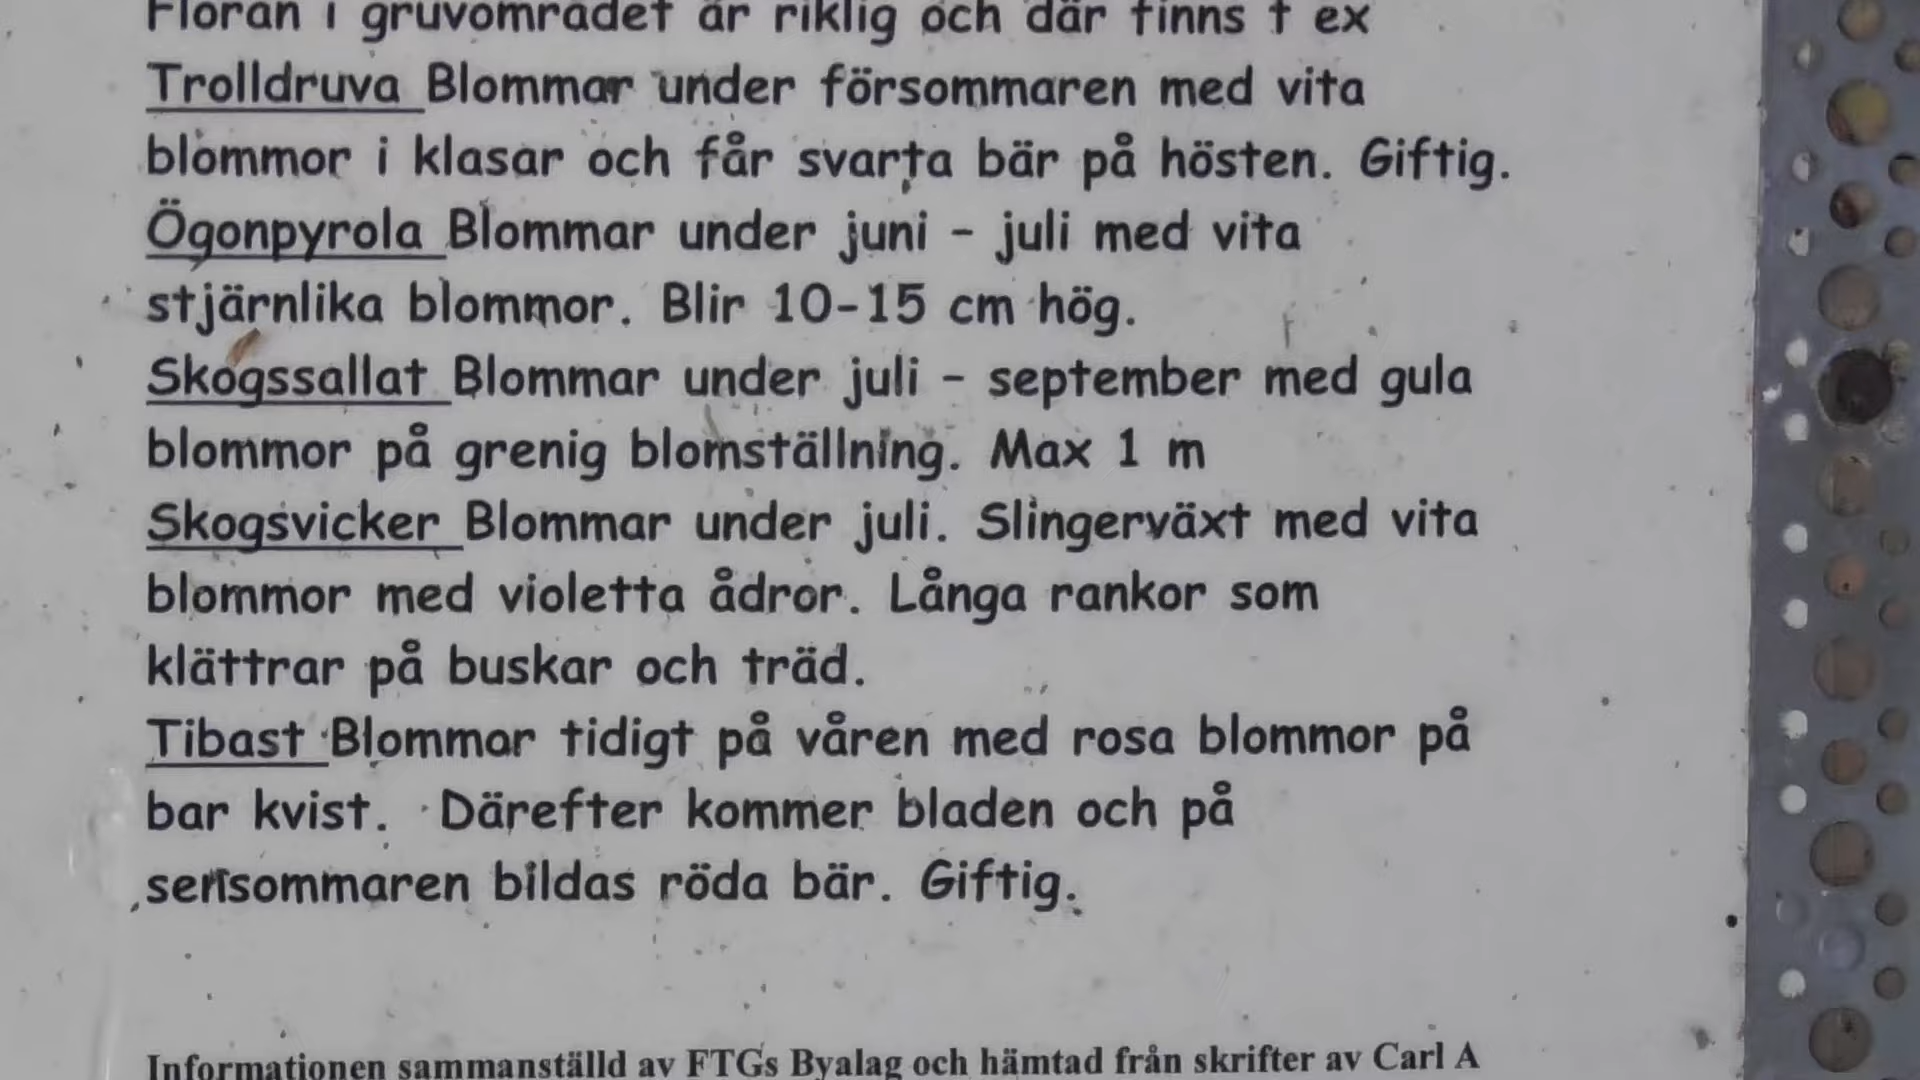 Floran i gruvområdet är riklig och där finns t ex
Trolldruva Blommar under försommaren med vita
blommor i klasar och får svarta bär på hösten. Giftig.
Ögonpyrola Blommar under juni - juli med vita
stjärnlika blommor. Blir 10-15 cm hög.
Skogssallat Blommar under juli - september med gula
blommor på grenig blomställning. Max 1 m
Skogsvicker Blommar under juli. Slingerväxt med vita
blommor med violetta ådror. Långa rankor som
klättrar på buskar och träd.
Tibast Blommar tidigt på våren med rosa blommor på
bar kvist. Därefter kommer bladen och på
sensommaren bildas röda bär. Giftig.
Informationen sammanställd av FTGs Byalag och hämtad från skrifter av Carl A